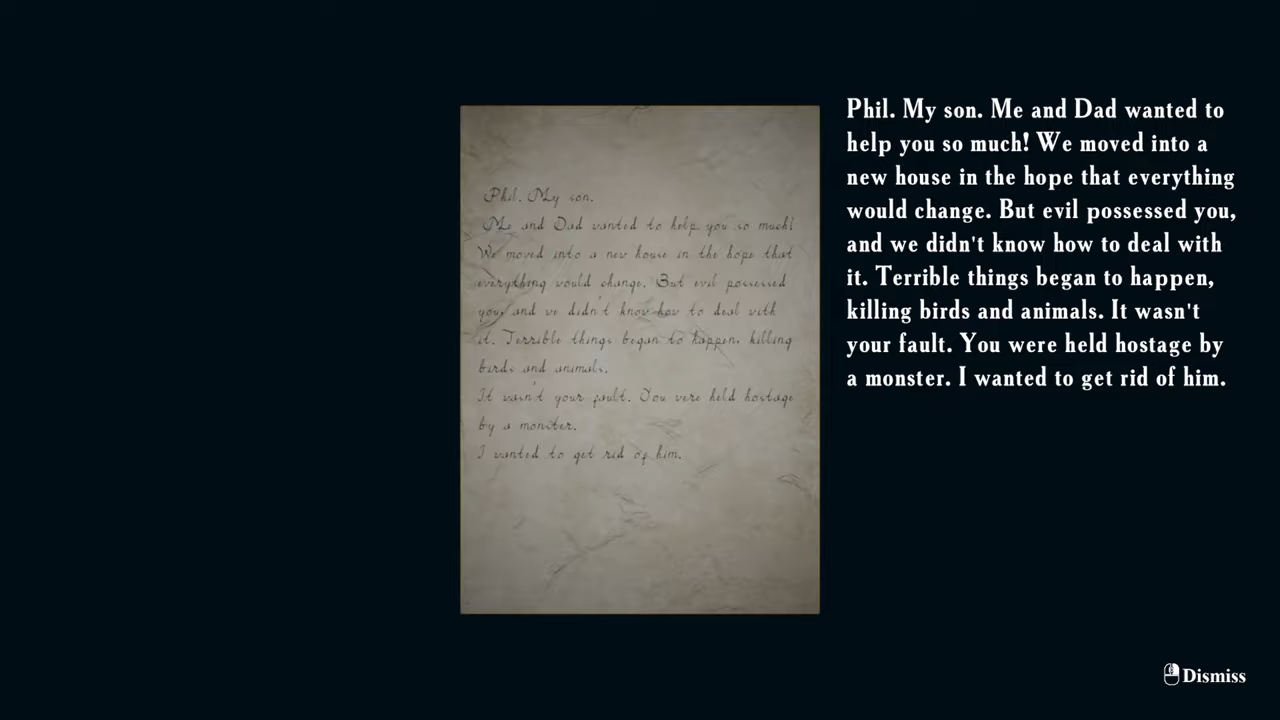 Phil. My son.
Me and Dad wanted to help you so much!
We moved into a new house in the hope that
everything would change. But evil possessed
you, and we didn't know how to deal with
it. Terrible things began to happen, killing
birds and animals.
It wasn't your fault. You were held hostage
by a monster.
I wanted to get rid of him.
Phil. My son. Me and Dad wanted to
help you so much! We moved into a
new house in the hope that everything
would change. But evil possessed you,
and we didn't know how to deal with
it. Terrible things began to happen,
killing birds and animals. It wasn't
your fault. You were held hostage by
a monster. I wanted to get rid of him.
Dismiss